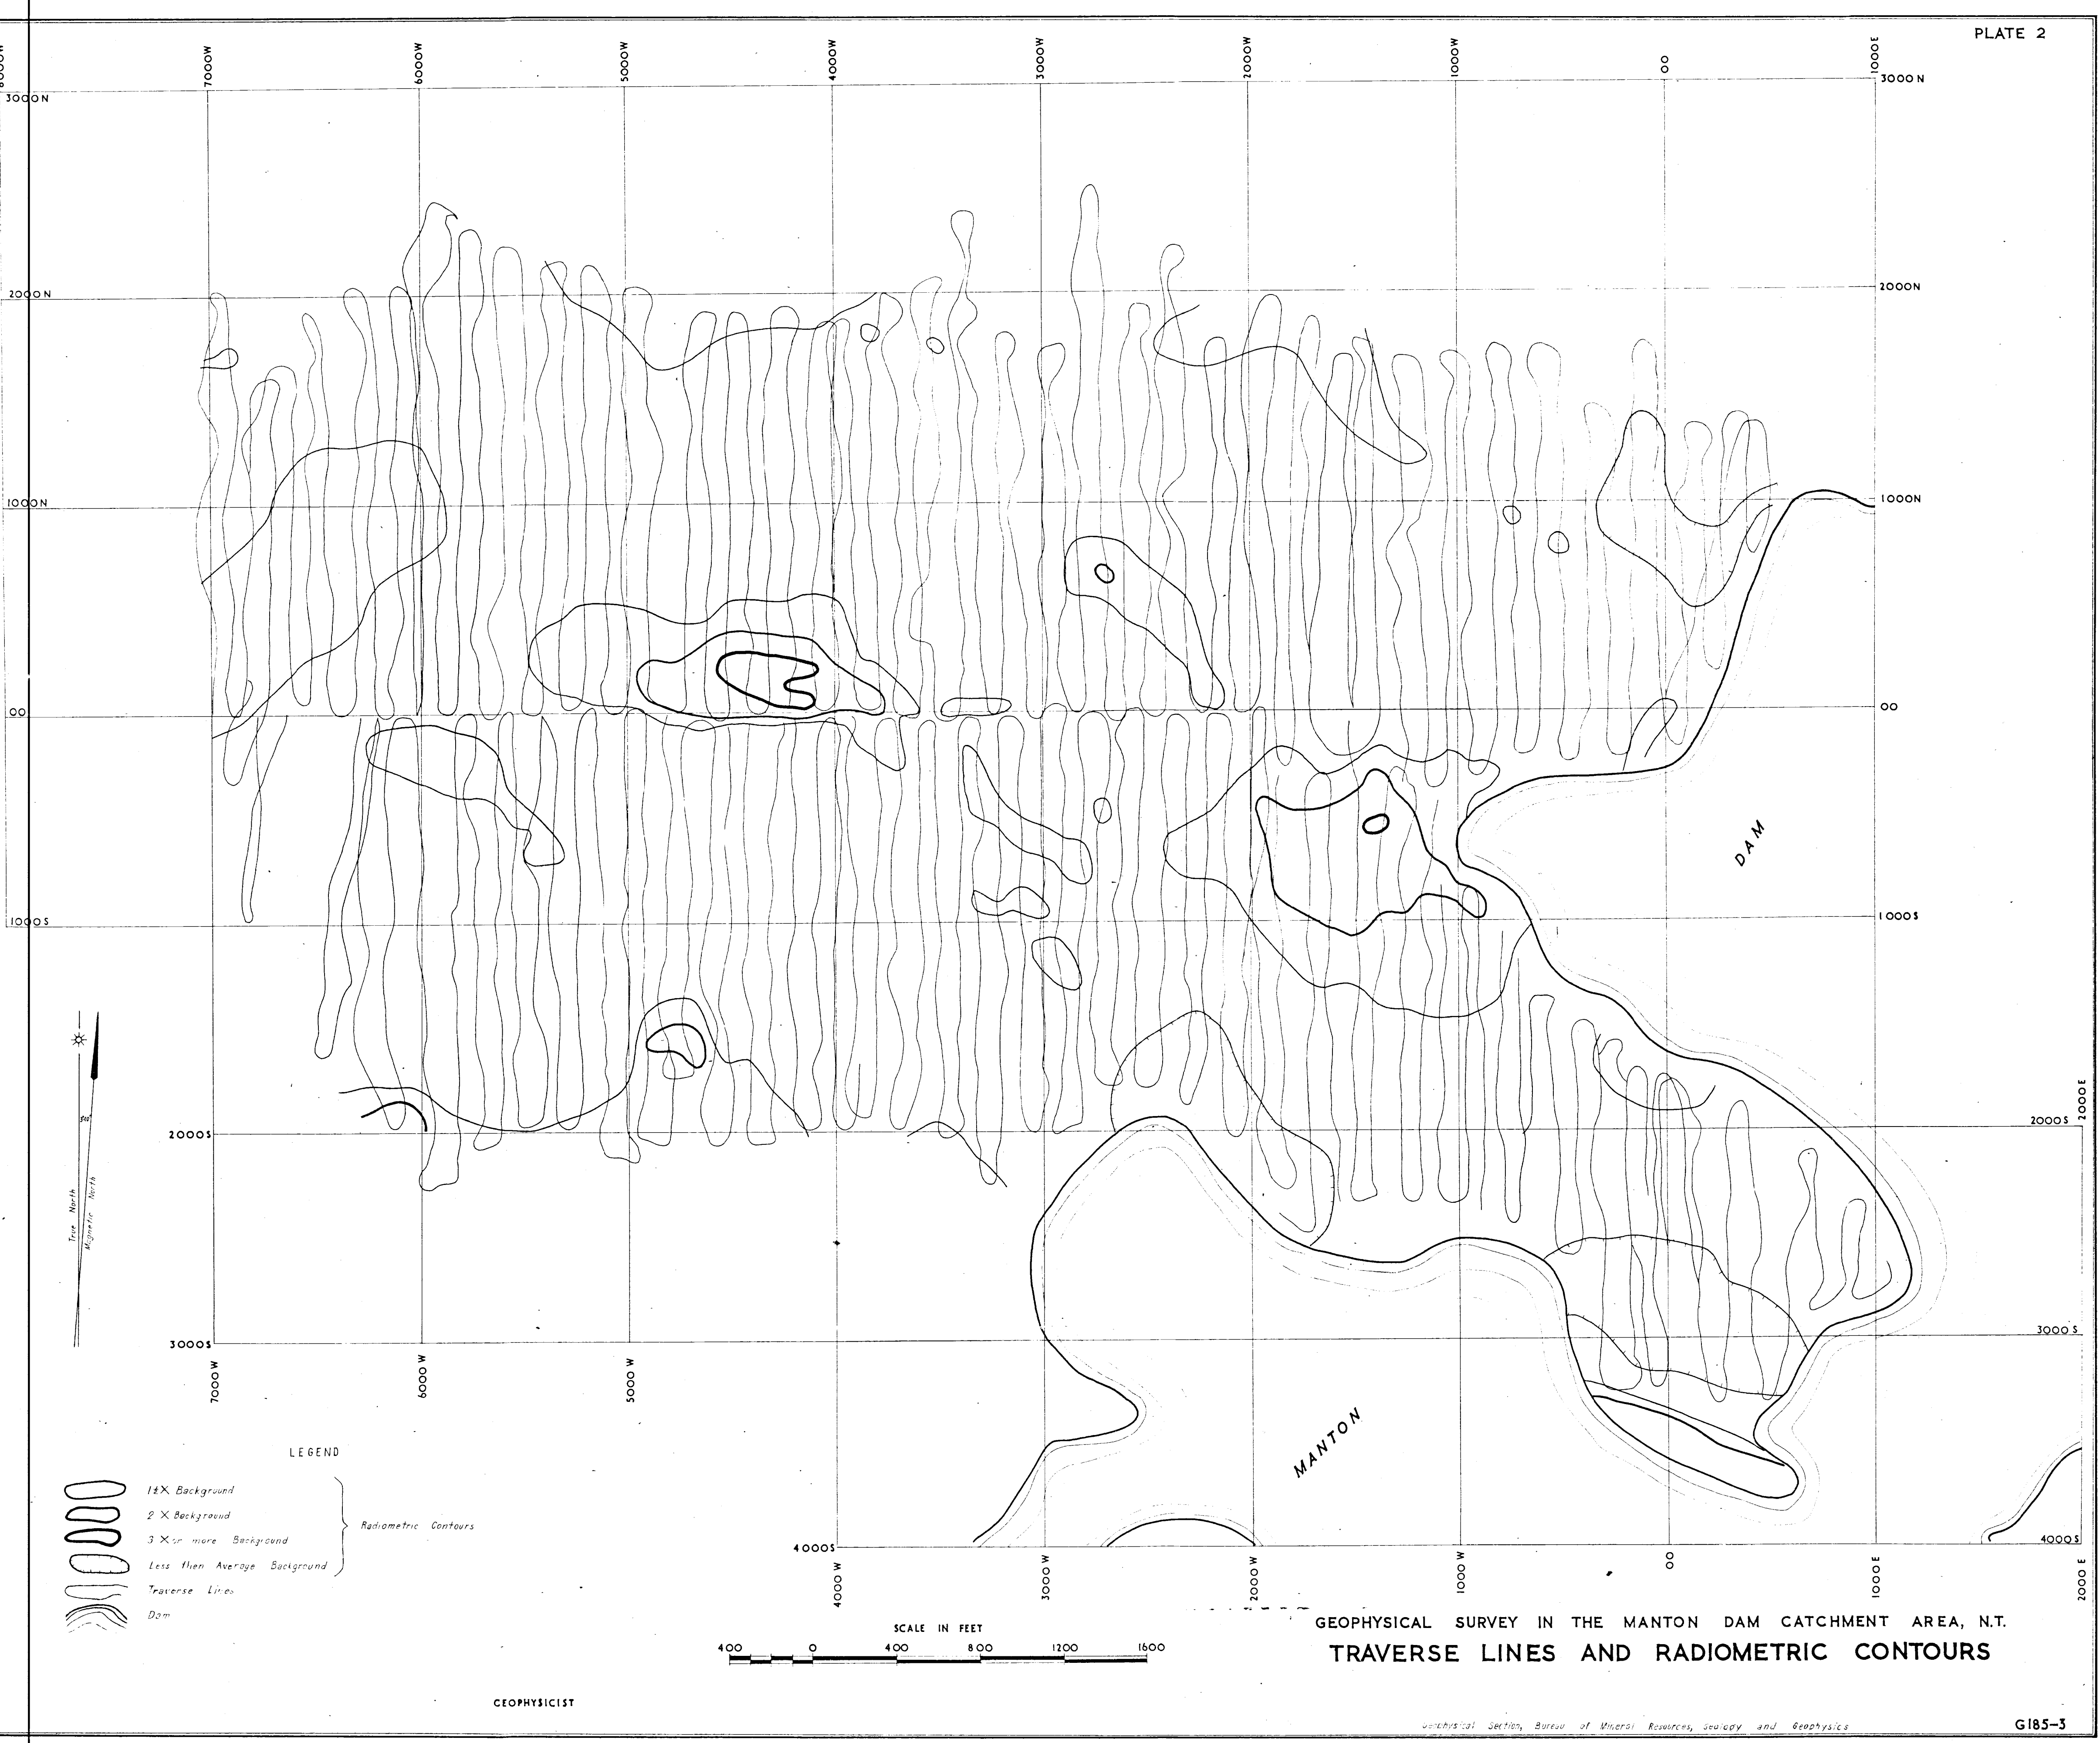 PLATE 2
7000W 6000W 5000W 4000W 3000W 2000W 1000W 00 1000E
3000N 3000N
2000N 2000N
1000N 1000N
00 00
DAM
1000S 1000S
True North
Magnetic North
2000E
2000S 2000S
3000S 3000S
7000W 6000W 5000W
MANTON
LEGEND
1½X Background
2 X Background
3 X or more Background
Radiometric Contours
Less then Average Background
Traverse Lines
Dam
4000S 4000S
4000W 3000W 2000W 1000W 00 1000E 2000E
SCALE IN FEET
400 0 400 800 1200 1600
GEOPHYSICAL SURVEY IN THE MANTON DAM CATCHMENT AREA, N.T.
TRAVERSE LINES AND RADIOMETRIC CONTOURS
GEOPHYSICIST
Geophysical Section, Bureau of Mineral Resources, Geology and Geophysics
G185-3